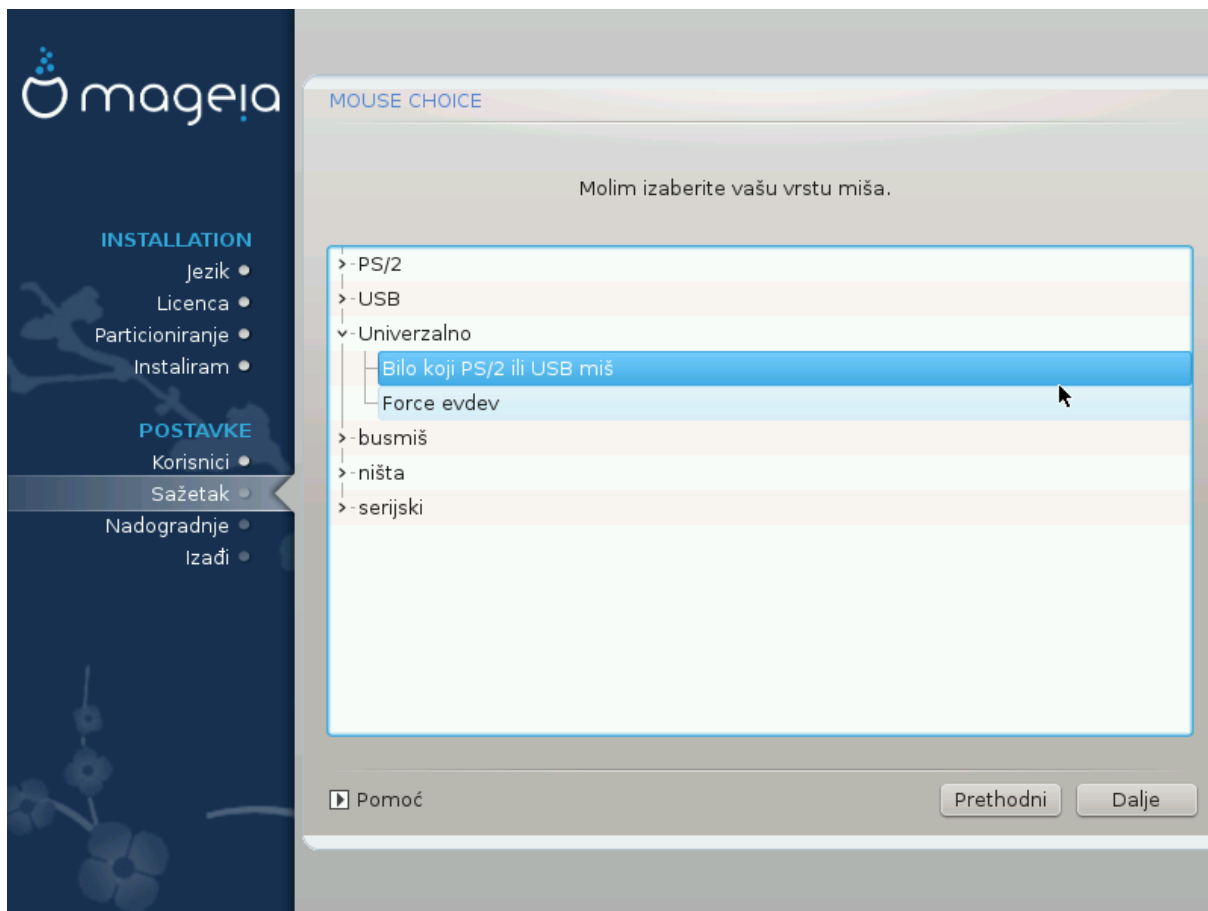 mageia
INSTALLATION
Jezik
Licenca
Particioniranje
Instaliram
POSTAVKE
Korisnici
Sažetak
Nadogradnje
Izađi
MOUSE CHOICE
Molim izaberite vašu vrstu miša.
PS/2
USB
Univerzalno
Bilo koji PS/2 ili USB miš
Force evdev
busmiš
ništa
serijski
Pomoć
Prethodni
Dalje